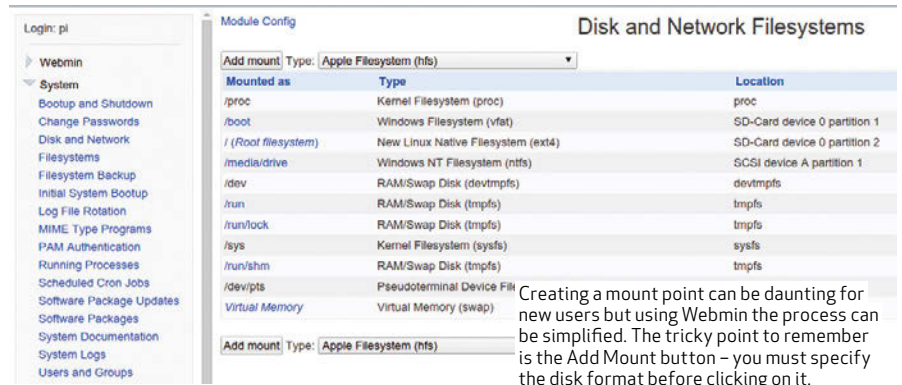 Login: pi
Webmin
System
Bootup and Shutdown
Change Passwords
Disk and Network
Filesystems
Filesystem Backup
Initial System Bootup
Log File Rotation
MIME Type Programs
PAM Authentication
Running Processes
Scheduled Cron Jobs
Software Package Updates
Software Packages
System Documentation
System Logs
Users and Groups
Module Config
Disk and Network Filesystems
Add mount Type: Apple Filesystem (hfs)
Mounted as Type Location
/proc Kernel Filesystem (proc) proc
/boot Windows Filesystem (vfat) SD-Card device 0 partition 1
/ (Root filesystem) New Linux Native Filesystem (ext4) SD-Card device 0 partition 2
/media/drive Windows NT Filesystem (ntfs) SCSI device A partition 1
/dev RAM/Swap Disk (devtmpfs) devtmpfs
/run RAM/Swap Disk (tmpfs) tmpfs
/run/lock RAM/Swap Disk (tmpfs) tmpfs
/sys Kernel Filesystem (sysfs) sysfs
/run/shm RAM/Swap Disk (tmpfs) tmpfs
/dev/pts Pseudoterminal Device File
Virtual Memory Virtual Memory (swap)
Add mount Type: Apple Filesystem (hfs)
Creating a mount point can be daunting for
new users but using Webmin the process can
be simplified. The tricky point to remember
is the Add Mount button – you must specify
the disk format before clicking on it.